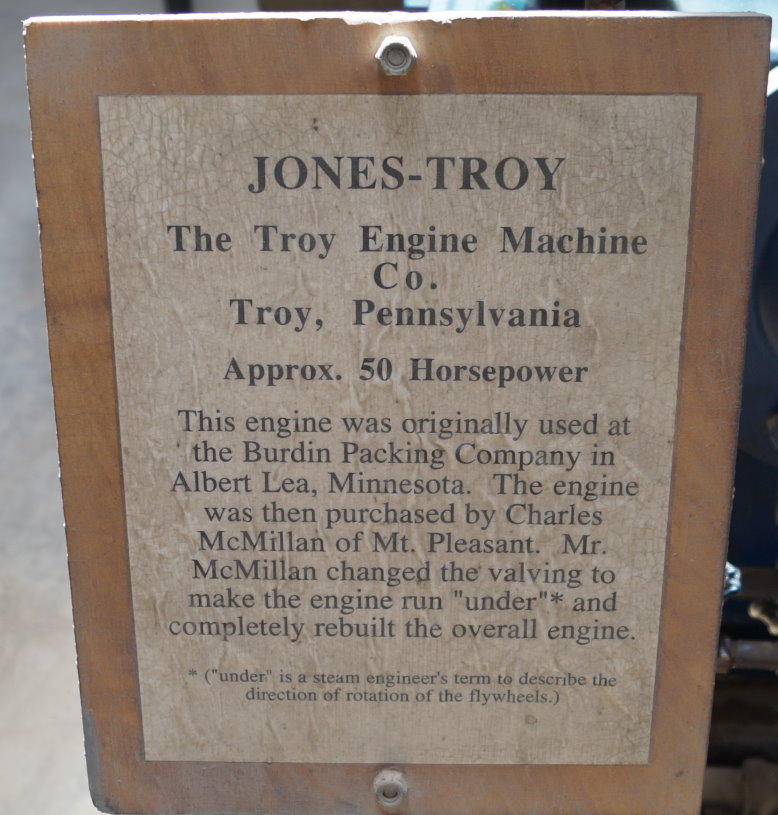 JONES-TROY
The Troy Engine Machine
Co.
Troy, Pennsylvania
Approx. 50 Horsepower
This engine was originally used at
the Burdin Packing Company in
Albert Lea, Minnesota. The engine
was then purchased by Charles
McMillan of Mt. Pleasant. Mr.
McMillan changed the valving to
make the engine run "under"* and
completely rebuilt the overall engine.
* ("under" is a steam engineer's term to describe the
direction of rotation of the flywheels.)